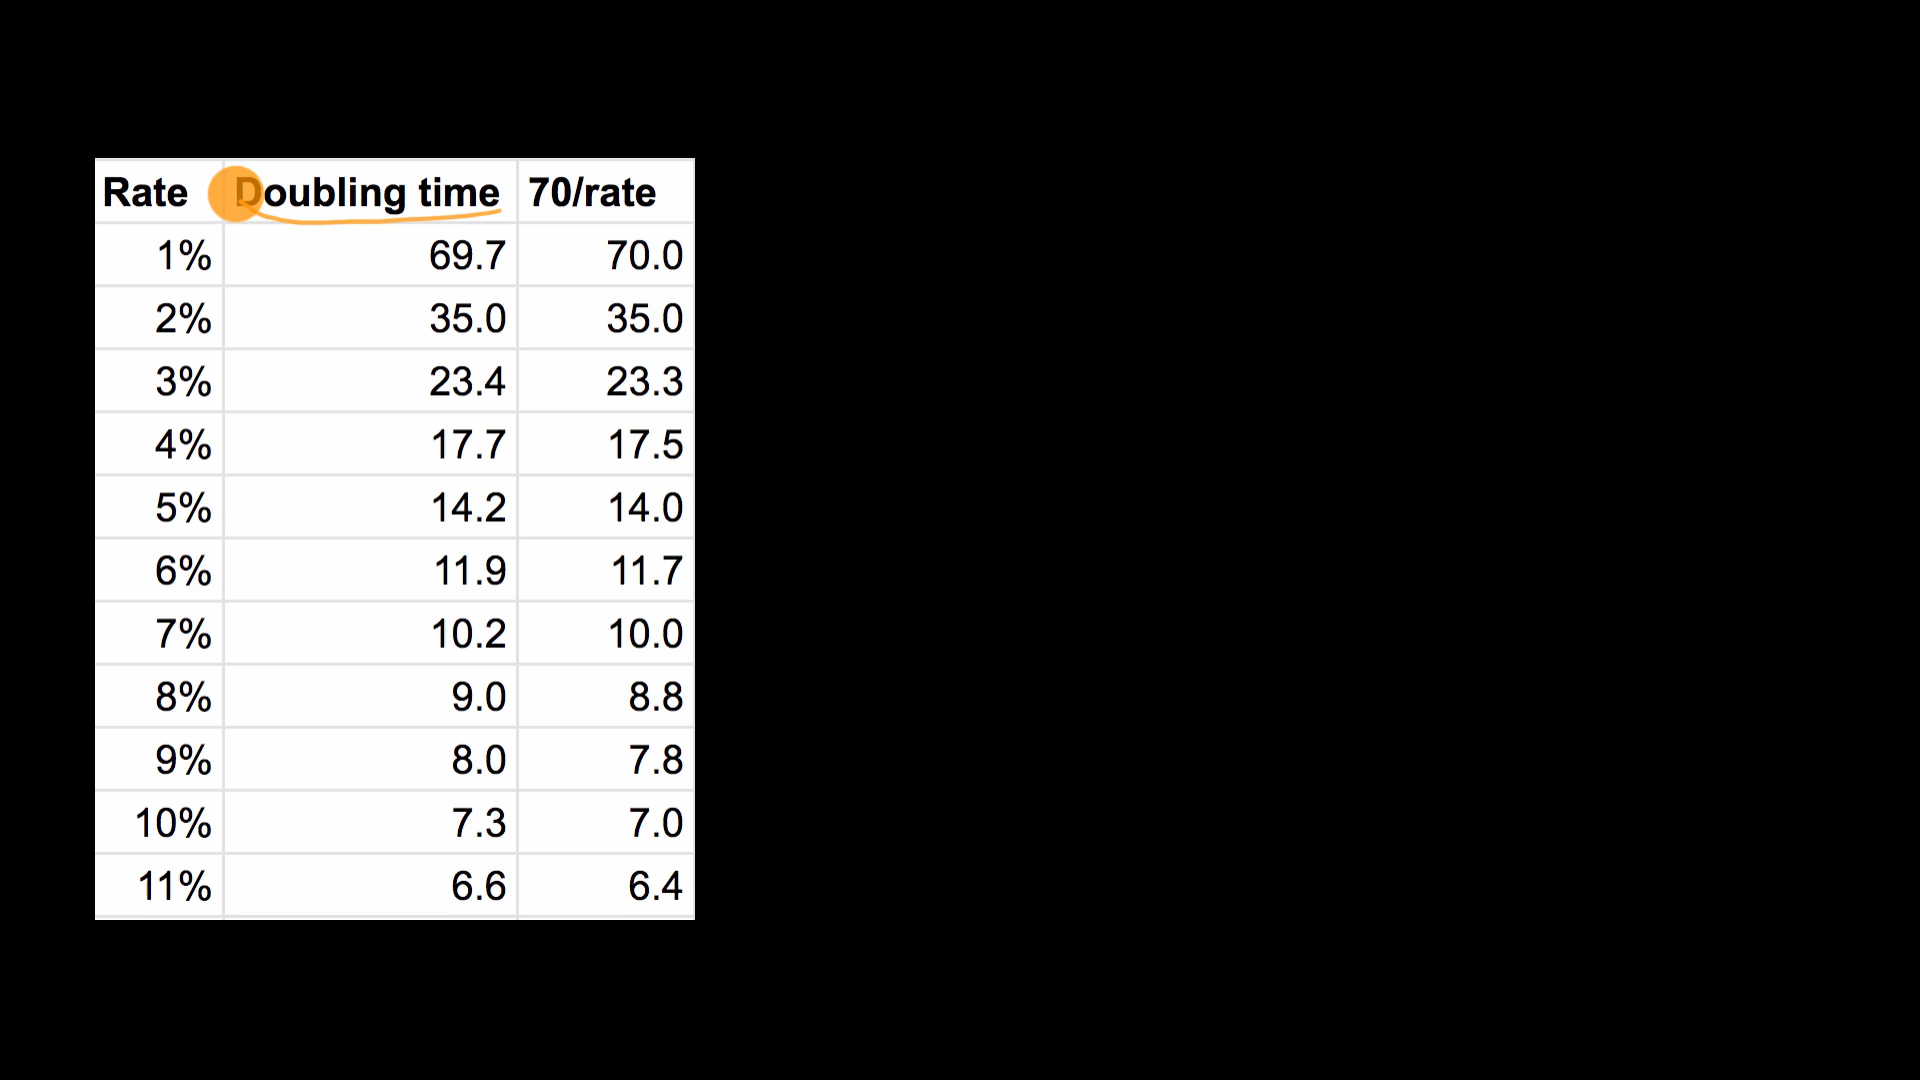 Rate Doubling time 70/rate
1% 69.7 70.0
2% 35.0 35.0
3% 23.4 23.3
4% 17.7 17.5
5% 14.2 14.0
6% 11.9 11.7
7% 10.2 10.0
8% 9.0 8.8
9% 8.0 7.8
10% 7.3 7.0
11% 6.6 6.4